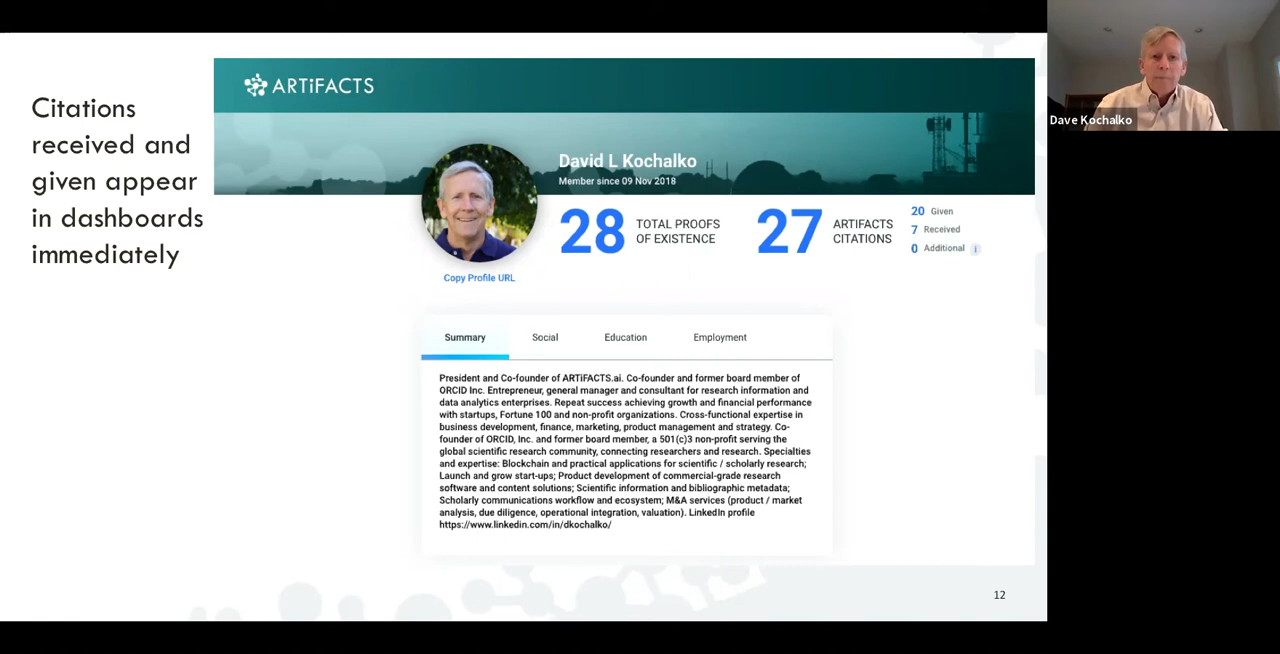 Citations
received and
given appear
in dashboards
immediately
ARTiFACTS
David L Kochalko
Member since 09 Nov 2018
28 TOTAL PROOFS
OF EXISTENCE
27 ARTIFACTS
CITATIONS
20 Given
7 Received
0 Additional i
Copy Profile URL
Summary Social Education Employment
President and Co-founder of ARTiFACTS.ai. Co-founder and former board member of
ORCID Inc. Entrepreneur, general manager and consultant for research information and
data analytics enterprises. Repeat success achieving growth and financial performance
with startups, Fortune 100 and non-profit organizations. Cross-functional expertise in
business development, finance, marketing, product management and strategy. Co-
founder of ORCID, Inc. and former board member, a 501(c)3 non-profit serving the
global scientific research community, connecting researchers and research. Specialties
and expertise: Blockchain and practical applications for scientific / scholarly research;
Launch and grow start-ups; Product development of commercial-grade research
software and content solutions; Scientific information and bibliographic metadata;
Scholarly communications workflow and ecosystem; M&A services (product / market
analysis, due diligence, operational integration, valuation). LinkedIn profile
https://www.linkedin.com/in/dkochalko/
12
Dave Kochalko